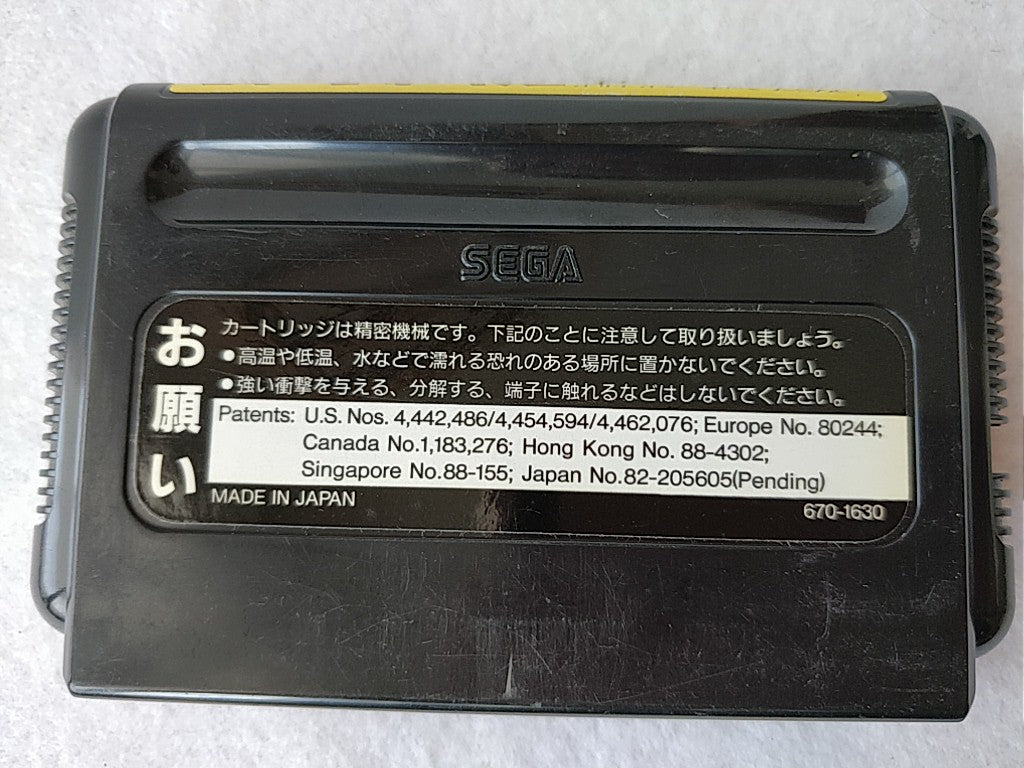 SEGA
お願い
カートリッジは精密機械です。下記のことに注意して取り扱いましょう。
●高温や低温、水などで濡れる恐れのある場所に置かないでください。
●強い衝撃を与える、分解する、端子に触れるなどはしないでください。
Patents: U.S. Nos. 4,442,486/4,454,594/4,462,076; Europe No. 80244;
Canada No.1,183,276; Hong Kong No. 88-4302;
Singapore No.88-155; Japan No.82-205605(Pending)
MADE IN JAPAN
670-1630